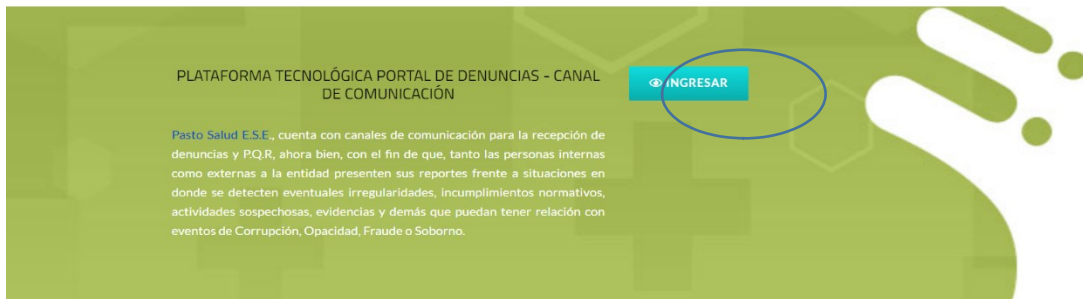 PLATAFORMA TECNOLÓGICA PORTAL DE DENUNCIAS - CANAL
DE COMUNICACIÓN
INGRESAR
Pasto Salud E.S.E., cuenta con canales de comunicación para la recepción de
denuncias y P.Q.R, ahora bien, con el fin de que, tanto las personas internas
como externas a la entidad presenten sus reportes frente a situaciones en
donde se detecten eventuales irregularidades, incumplimientos normativos,
actividades sospechosas, evidencias y demás que puedan tener relación con
eventos de Corrupción, Opacidad, Fraude o Soborno.